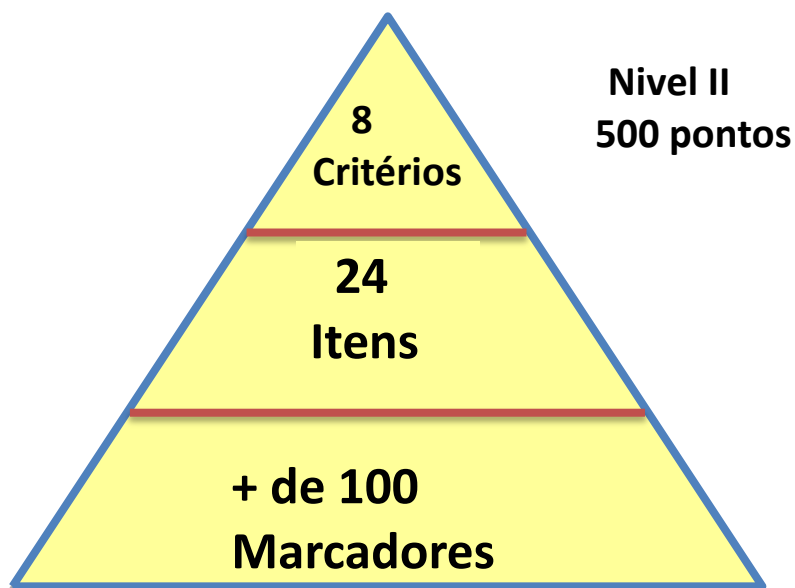 Nivel II
500 pontos
8
Critérios
24
Itens
+ de 100
Marcadores